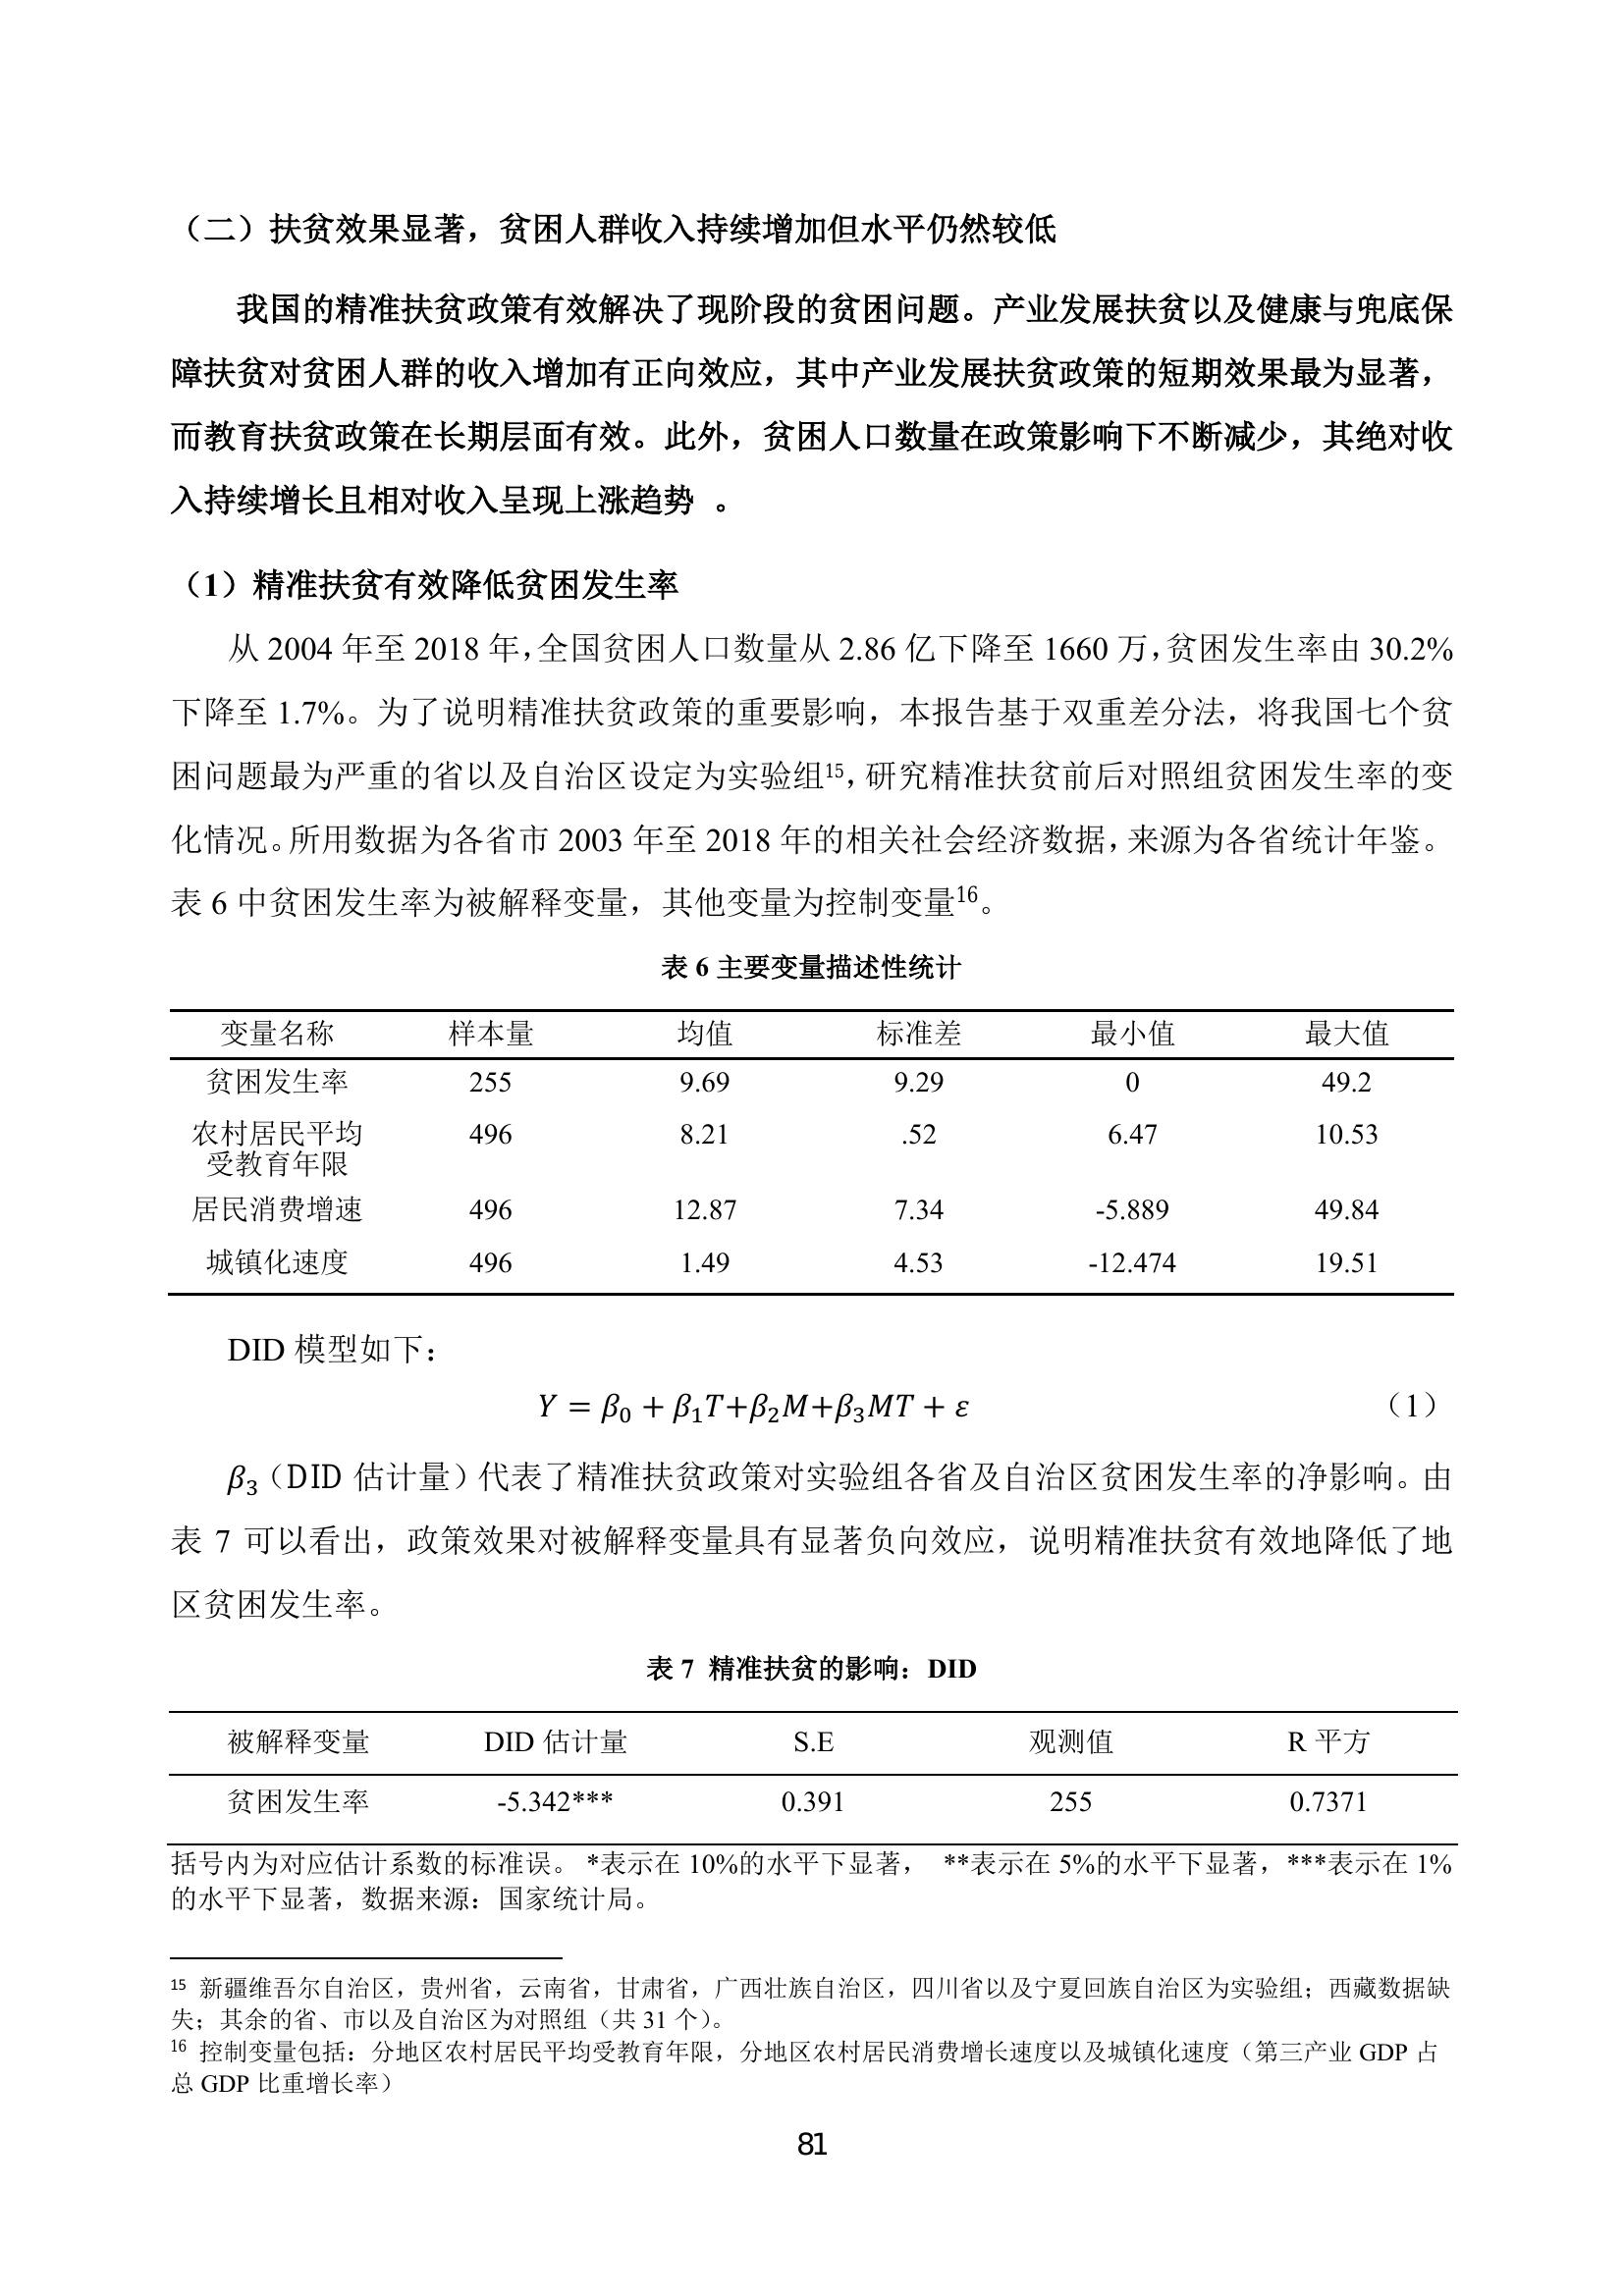 （二）扶贫效果显著，贫困人群收入持续增加但水平仍然较低
我国的精准扶贫政策有效解决了现阶段的贫困问题。产业发展扶贫以及健康与兜底保
障扶贫对贫困人群的收入增加有正向效应，其中产业发展扶贫政策的短期效果最为显著，
而教育扶贫政策在长期层面有效。此外，贫困人口数量在政策影响下不断减少，其绝对收
入持续增长且相对收入呈现上涨趋势 。
（1）精准扶贫有效降低贫困发生率
从 2004 年至 2018 年，全国贫困人口数量从 2.86 亿下降至 1660 万，贫困发生率由 30.2%
下降至 1.7%。为了说明精准扶贫政策的重要影响，本报告基于双重差分法，将我国七个贫
困问题最为严重的省以及自治区设定为实验组15，研究精准扶贫前后对照组贫困发生率的变
化情况。所用数据为各省市 2003 年至 2018 年的相关社会经济数据，来源为各省统计年鉴。
表 6 中贫困发生率为被解释变量，其他变量为控制变量16。
表 6 主要变量描述性统计
变量名称 样本量 均值 标准差 最小值 最大值
贫困发生率 255 9.69 9.29 0 49.2
农村居民平均 496 8.21 .52 6.47 10.53
受教育年限
居民消费增速 496 12.87 7.34 -5.889 49.84
城镇化速度 496 1.49 4.53 -12.474 19.51
DID 模型如下：
Y = β0 + β1T+β2M+β3MT + ε （1）
β3（DID 估计量）代表了精准扶贫政策对实验组各省及自治区贫困发生率的净影响。由
表 7 可以看出，政策效果对被解释变量具有显著负向效应，说明精准扶贫有效地降低了地
区贫困发生率。
表 7 精准扶贫的影响：DID
被解释变量 DID 估计量 S.E 观测值 R 平方
贫困发生率 -5.342*** 0.391 255 0.7371
括号内为对应估计系数的标准误。 *表示在 10%的水平下显著， **表示在 5%的水平下显著，***表示在 1%
的水平下显著，数据来源：国家统计局。
15 新疆维吾尔自治区，贵州省，云南省，甘肃省，广西壮族自治区，四川省以及宁夏回族自治区为实验组；西藏数据缺
失；其余的省、市以及自治区为对照组（共 31 个）。
16 控制变量包括：分地区农村居民平均受教育年限，分地区农村居民消费增长速度以及城镇化速度（第三产业 GDP 占
总 GDP 比重增长率）
81